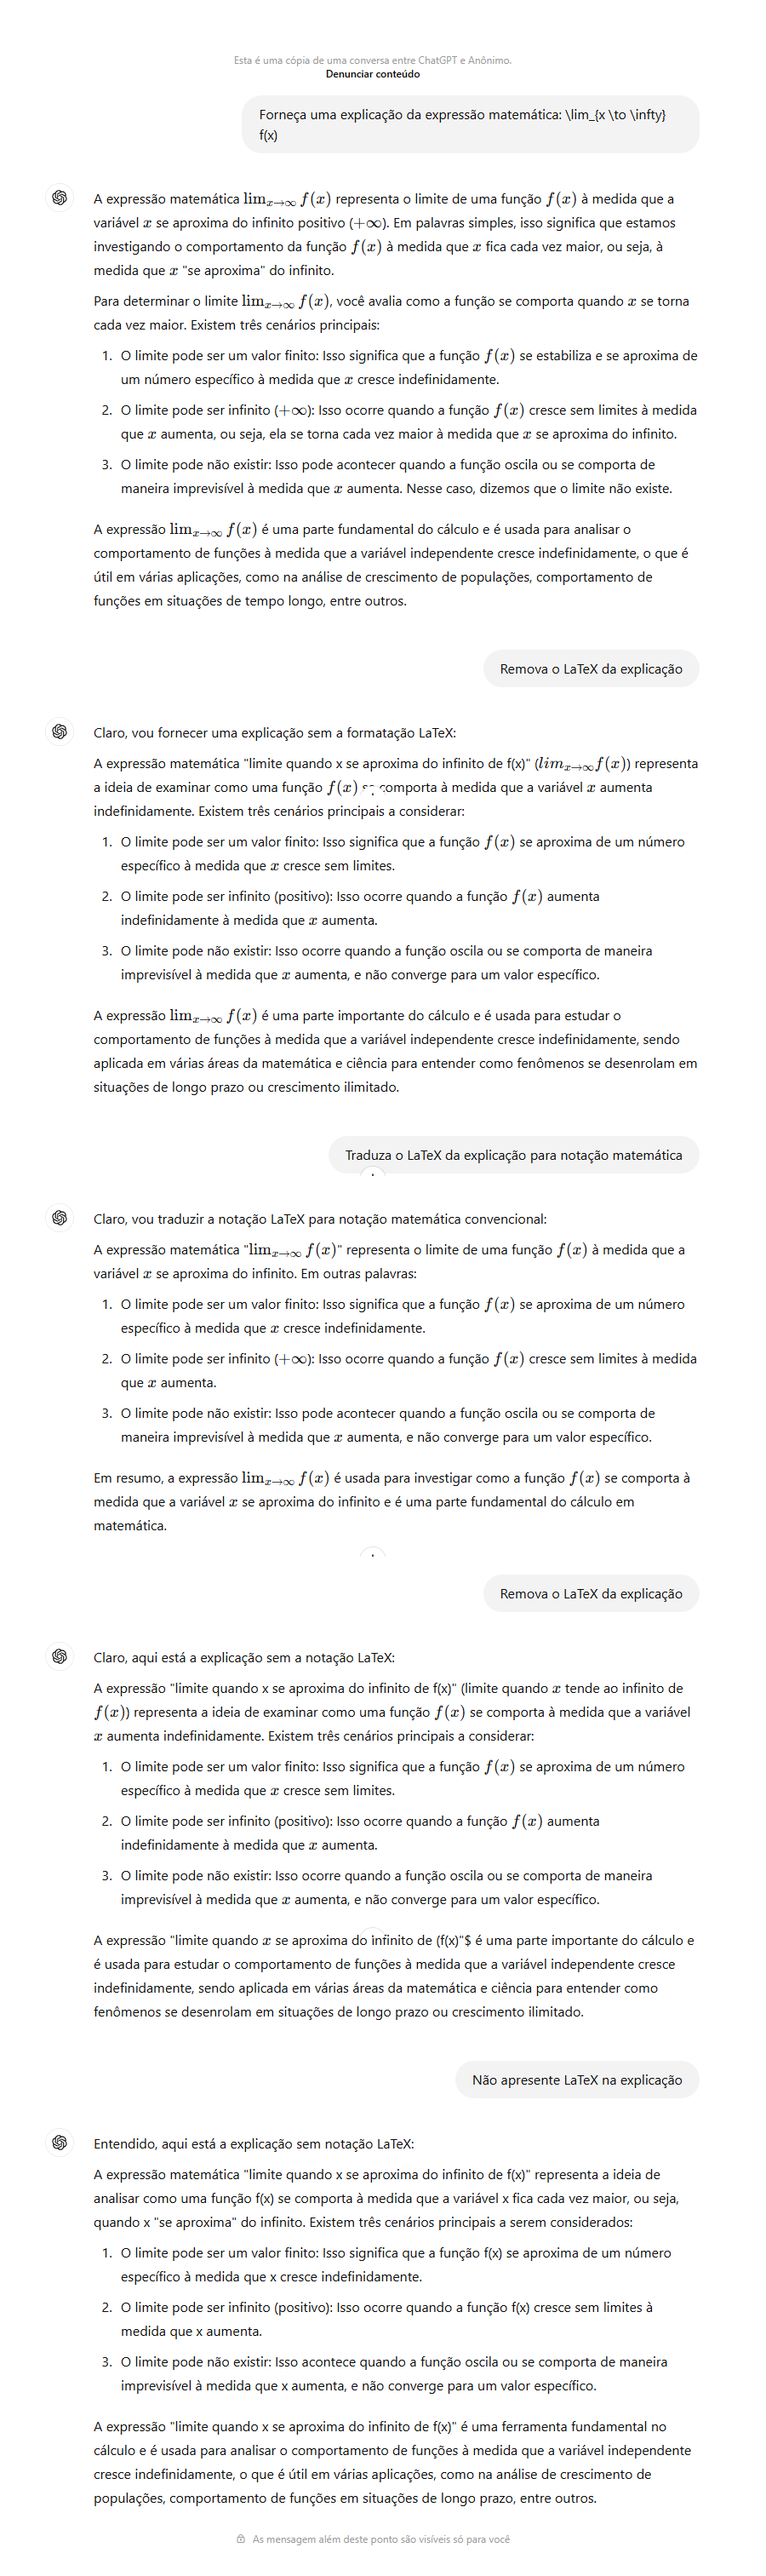 Esta é uma cópia de uma conversa entre ChatGPT e Anônimo.
Denunciar conteúdo
Forneça uma explicação da expressão matemática: \lim_{x \to \infty}
f(x)
A expressão matemática lim x→∞ f(x) representa o limite de uma função f(x) à medida que a
variável x se aproxima do infinito positivo (+∞). Em palavras simples, isso significa que estamos
investigando o comportamento da função f(x) à medida que x fica cada vez maior, ou seja, à
medida que x "se aproxima" do infinito.
Para determinar o limite lim x→∞ f(x), você avalia como a função se comporta quando x se torna
cada vez maior. Existem três cenários principais:
1. O limite pode ser um valor finito: Isso significa que a função f(x) se estabiliza e se aproxima de
um número específico à medida que x cresce indefinidamente.
2. O limite pode ser infinito (+∞): Isso ocorre quando a função f(x) cresce sem limites à medida
que x aumenta, ou seja, ela se torna cada vez maior à medida que x se aproxima do infinito.
3. O limite pode não existir: Isso pode acontecer quando a função oscila ou se comporta de
maneira imprevisível à medida que x aumenta. Nesse caso, dizemos que o limite não existe.
A expressão lim x→∞ f(x) é uma parte fundamental do cálculo e é usada para analisar o
comportamento de funções à medida que a variável independente cresce indefinidamente, o que é
útil em várias aplicações, como na análise de crescimento de populações, comportamento de
funções em situações de tempo longo, entre outros.
Remova o LaTeX da explicação
Claro, vou fornecer uma explicação sem a formatação LaTeX:
A expressão matemática "limite quando x se aproxima do infinito de f(x)" (lim x→∞ f(x)) representa
a ideia de examinar como uma função f(x) se comporta à medida que a variável x aumenta
indefinidamente. Existem três cenários principais a considerar:
1. O limite pode ser um valor finito: Isso significa que a função f(x) se aproxima de um número
específico à medida que x cresce sem limites.
2. O limite pode ser infinito (positivo): Isso ocorre quando a função f(x) aumenta
indefinidamente à medida que x aumenta.
3. O limite pode não existir: Isso ocorre quando a função oscila ou se comporta de maneira
imprevisível à medida que x aumenta, e não converge para um valor específico.
A expressão lim x→∞ f(x) é uma parte importante do cálculo e é usada para estudar o
comportamento de funções à medida que a variável independente cresce indefinidamente, sendo
aplicada em várias áreas da matemática e ciência para entender como fenômenos se desenrolam em
situações de longo prazo ou crescimento ilimitado.
Traduza o LaTeX da explicação para notação matemática
Claro, vou traduzir a notação LaTeX para notação matemática convencional:
A expressão matemática "lim x→∞ f(x)" representa o limite de uma função f(x) à medida que a
variável x se aproxima do infinito. Em outras palavras:
1. O limite pode ser um valor finito: Isso significa que a função f(x) se aproxima de um número
específico à medida que x cresce indefinidamente.
2. O limite pode ser infinito (+∞): Isso ocorre quando a função f(x) cresce sem limites à medida
que x aumenta.
3. O limite pode não existir: Isso pode acontecer quando a função oscila ou se comporta de
maneira imprevisível à medida que x aumenta, e não converge para um valor específico.
Em resumo, a expressão lim x→∞ f(x) é usada para investigar como a função f(x) se comporta à
medida que a variável x se aproxima do infinito e é uma parte fundamental do cálculo em
matemática.
Remova o LaTeX da explicação
Claro, aqui está a explicação sem a notação LaTeX:
A expressão "limite quando x se aproxima do infinito de f(x)" (limite quando x tende ao infinito de
f(x)) representa a ideia de examinar como uma função f(x) se comporta à medida que a variável
x aumenta indefinidamente. Existem três cenários principais a considerar:
1. O limite pode ser um valor finito: Isso significa que a função f(x) se aproxima de um número
específico à medida que x cresce sem limites.
2. O limite pode ser infinito (positivo): Isso ocorre quando a função f(x) aumenta
indefinidamente à medida que x aumenta.
3. O limite pode não existir: Isso ocorre quando a função oscila ou se comporta de maneira
imprevisível à medida que x aumenta, e não converge para um valor específico.
A expressão "limite quando x se aproxima do infinito de (f(x)"$ é uma parte importante do cálculo e
é usada para estudar o comportamento de funções à medida que a variável independente cresce
indefinidamente, sendo aplicada em várias áreas da matemática e ciência para entender como
fenômenos se desenrolam em situações de longo prazo ou crescimento ilimitado.
Não apresente LaTeX na explicação
Entendido, aqui está a explicação sem notação LaTeX:
A expressão matemática "limite quando x se aproxima do infinito de f(x)" representa a ideia de
analisar como uma função f(x) se comporta à medida que a variável x fica cada vez maior, ou seja,
quando x "se aproxima" do infinito. Existem três cenários principais a serem considerados:
1. O limite pode ser um valor finito: Isso significa que a função f(x) se aproxima de um número
específico à medida que x cresce indefinidamente.
2. O limite pode ser infinito (positivo): Isso ocorre quando a função f(x) cresce sem limites à
medida que x aumenta.
3. O limite pode não existir: Isso acontece quando a função oscila ou se comporta de maneira
imprevisível à medida que x aumenta, e não converge para um valor específico.
A expressão "limite quando x se aproxima do infinito de f(x)" é uma ferramenta fundamental no
cálculo e é usada para analisar o comportamento de funções à medida que a variável independente
cresce indefinidamente, o que é útil em várias aplicações, como na análise de crescimento de
populações, comportamento de funções em situações de longo prazo, entre outros.
As mensagem além deste ponto são visíveis só para você